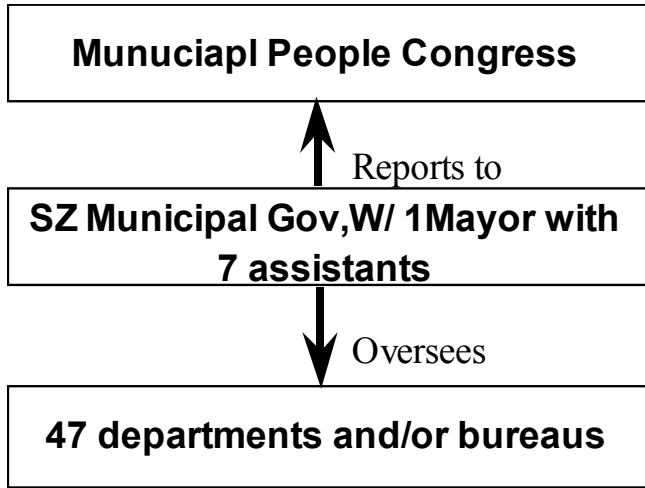 Munuciapl People Congress
Reports to
SZ Municipal Gov,W/ 1Mayor with
7 assistants
Oversees
47 departments and/or bureaus